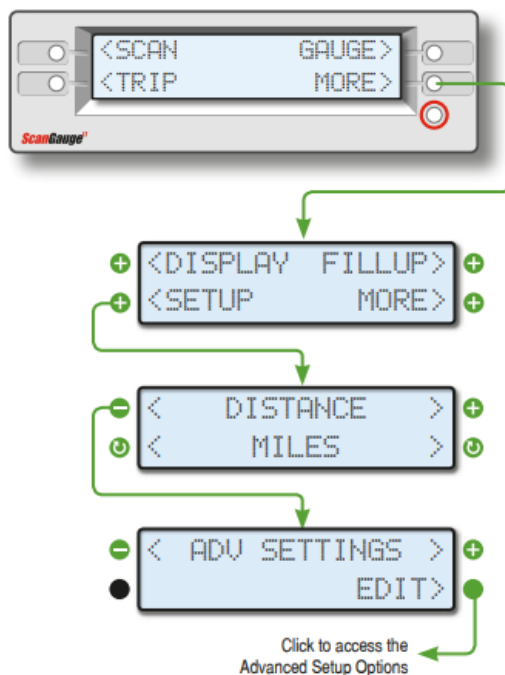 <SCAN GAUGE>
<TRIP MORE>
ScanGauge II
<DISPLAY FILLUP>
<SETUP MORE>
< DISTANCE >
< MILES >
< ADV SETTINGS >
EDIT>
Click to access the
Advanced Setup Options